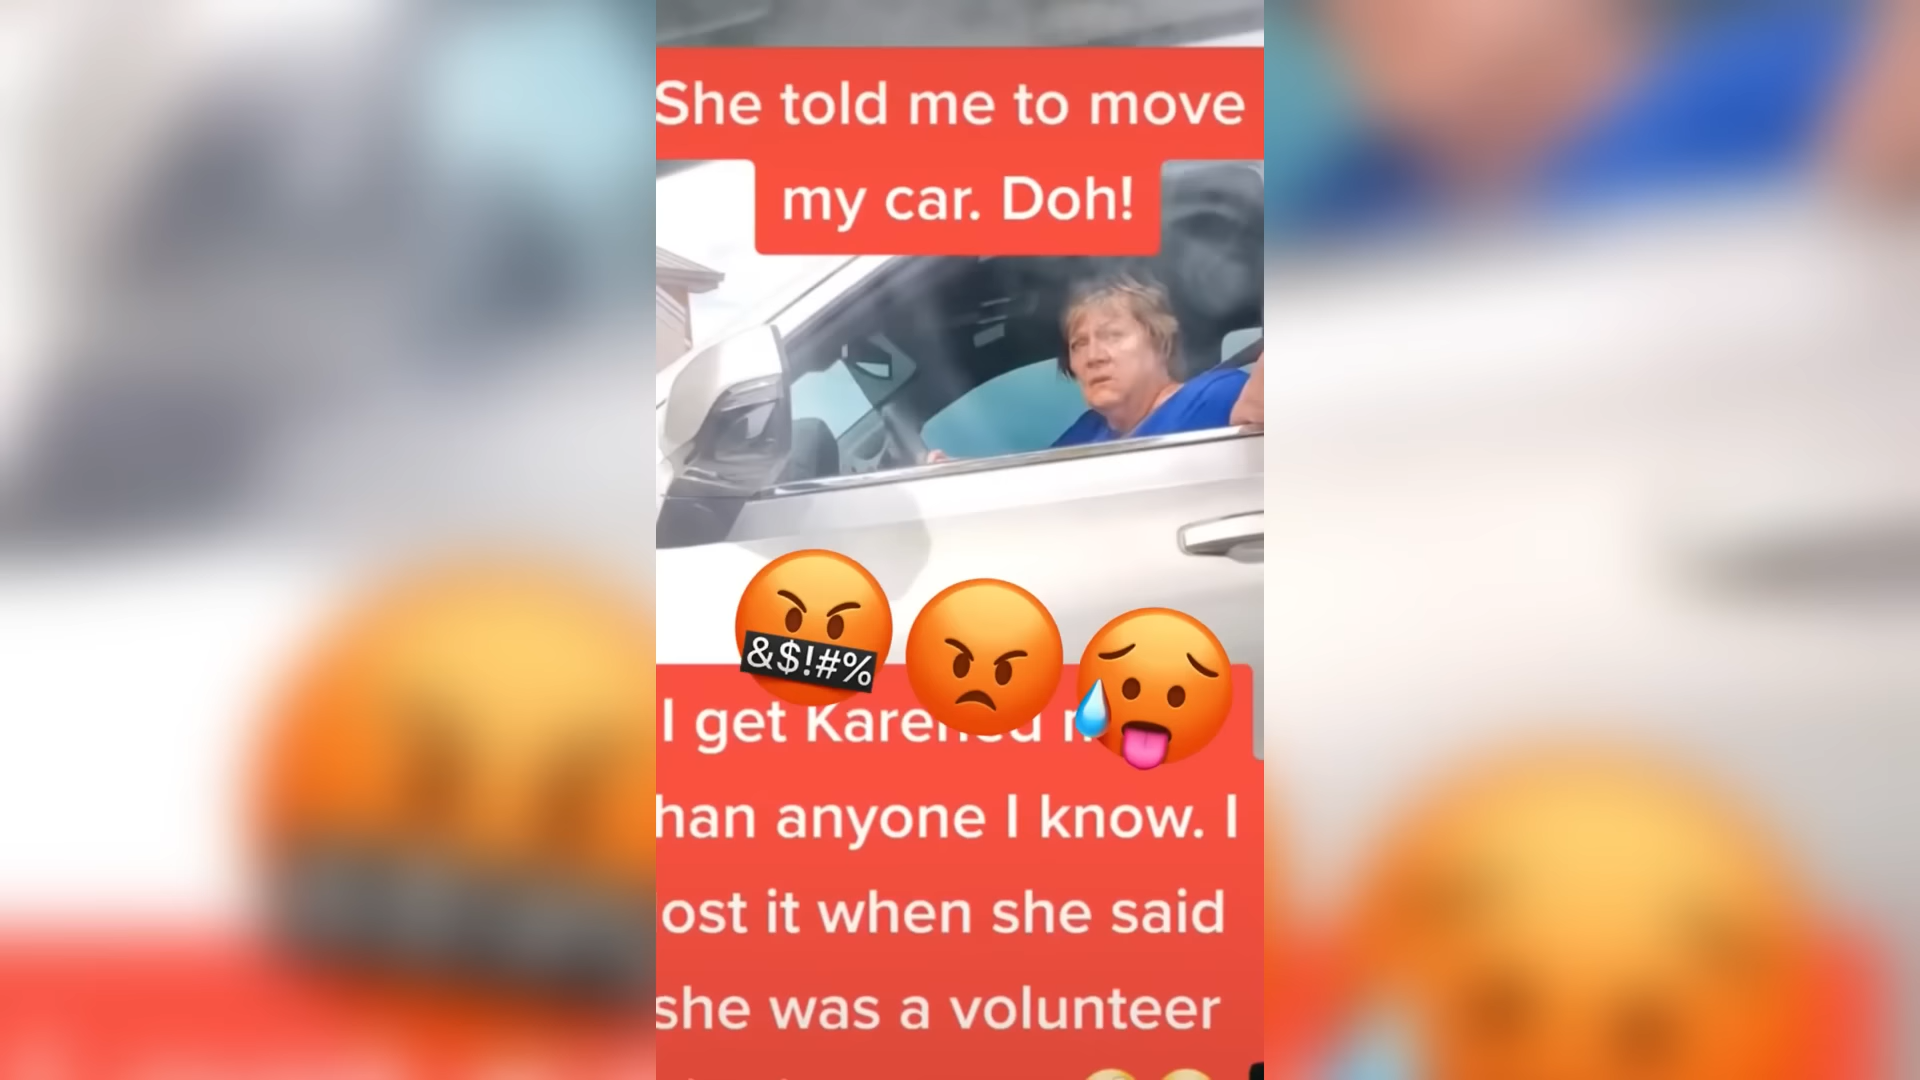 She told me to move
my car. Doh!
&$!#%
I get
han anyone I know. I
ost it when she said
she was a volunteer